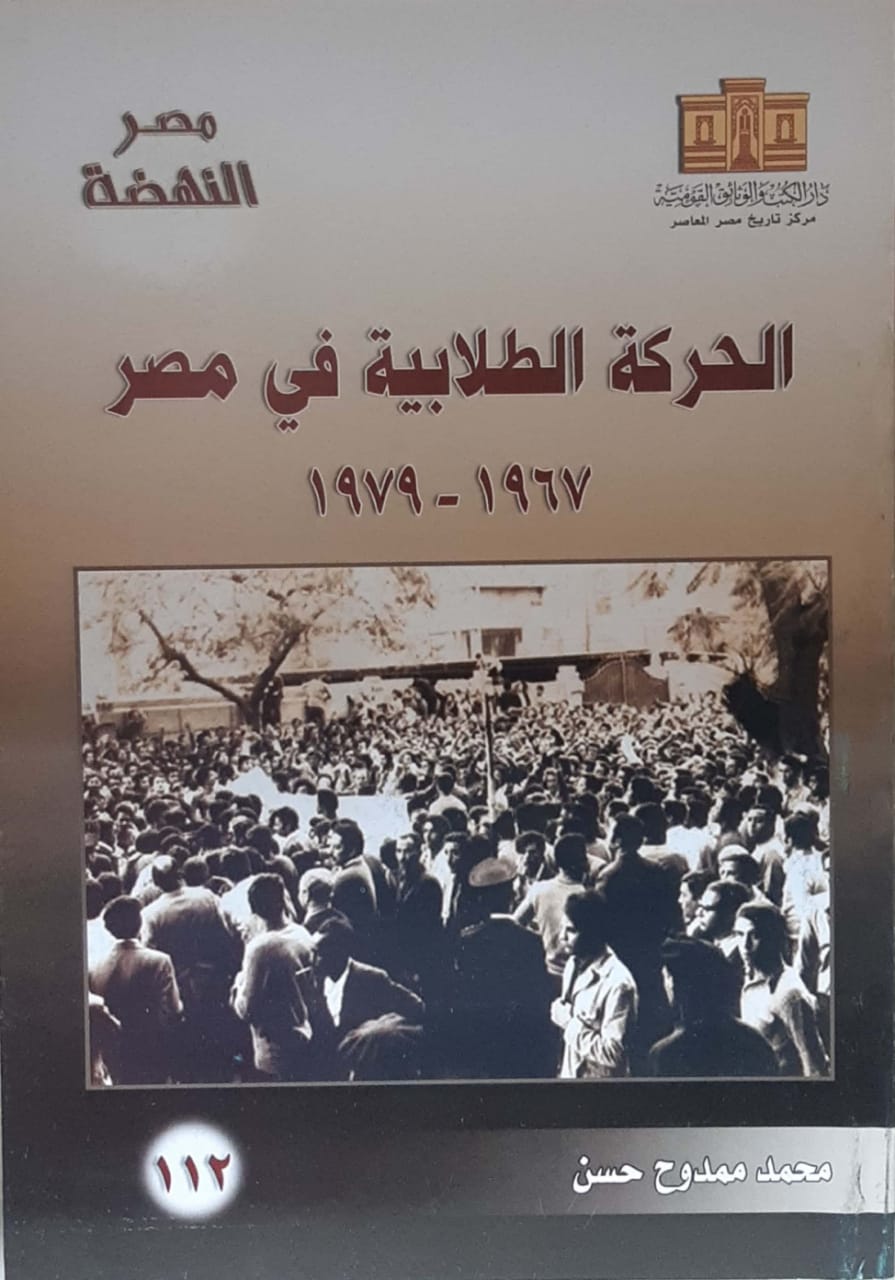 مصر
النهضة
دار الكتب والوثائق القومية
مركز تاريخ مصر المعاصر
الحركة الطلابية في مصر
١٩٦٧ - ١٩٧٩
محمد ممدوح حسن
١١٢